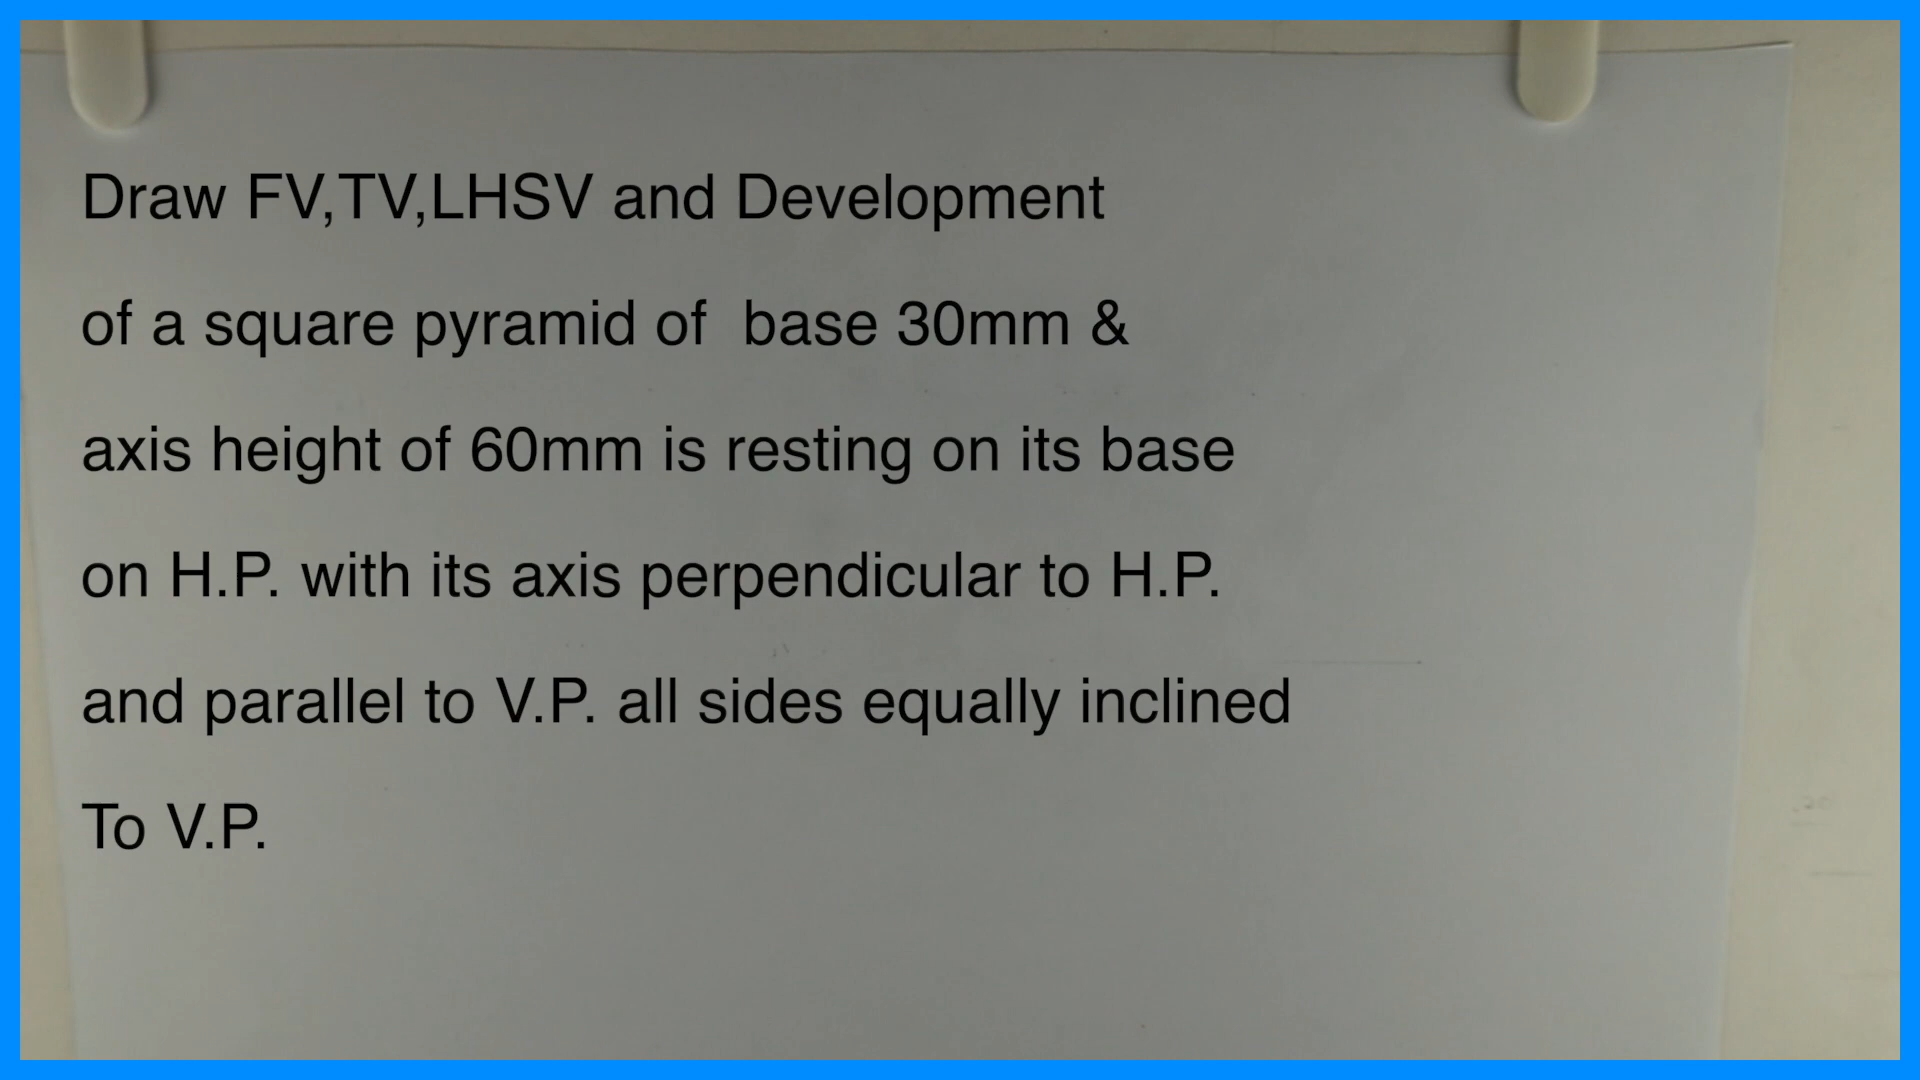 Draw FV,TV,LHSV and Development
of a square pyramid of  base 30mm &
axis height of 60mm is resting on its base
on H.P. with its axis perpendicular to H.P.
and parallel to V.P. all sides equally inclined
To V.P.